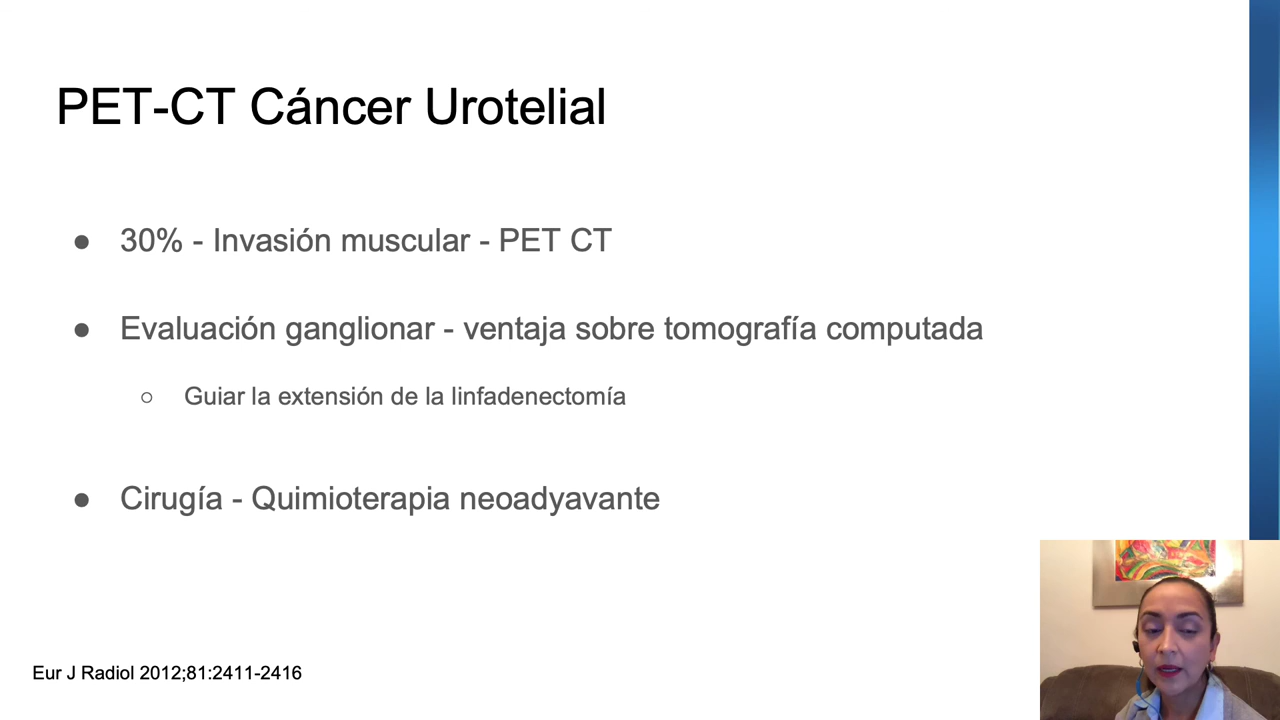 PET-CT Cáncer Urotelial
● 30% - Invasión muscular - PET CT
● Evaluación ganglionar - ventaja sobre tomografía computada
○ Guiar la extensión de la linfadenectomía
● Cirugía - Quimioterapia neoadyavante
Eur J Radiol 2012;81:2411-2416